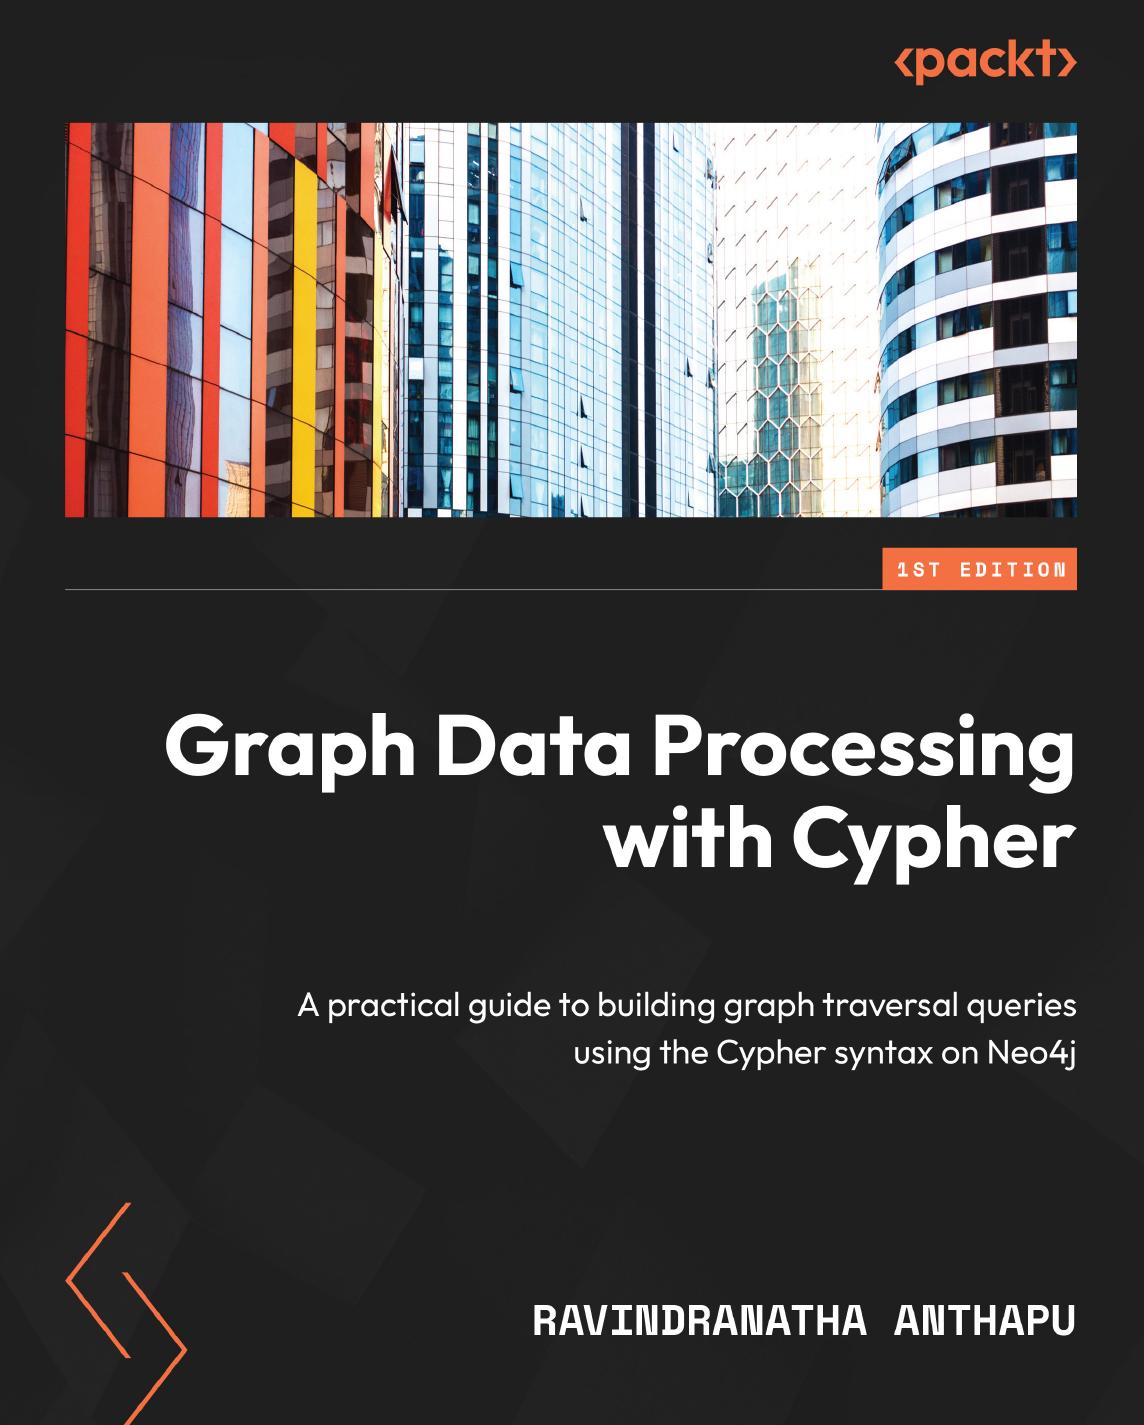 <packt>
1ST EDITION
Graph Data Processing
with Cypher
A practical guide to building graph traversal queries
using the Cypher syntax on Neo4j
RAVINDRANATHA ANTHAPU